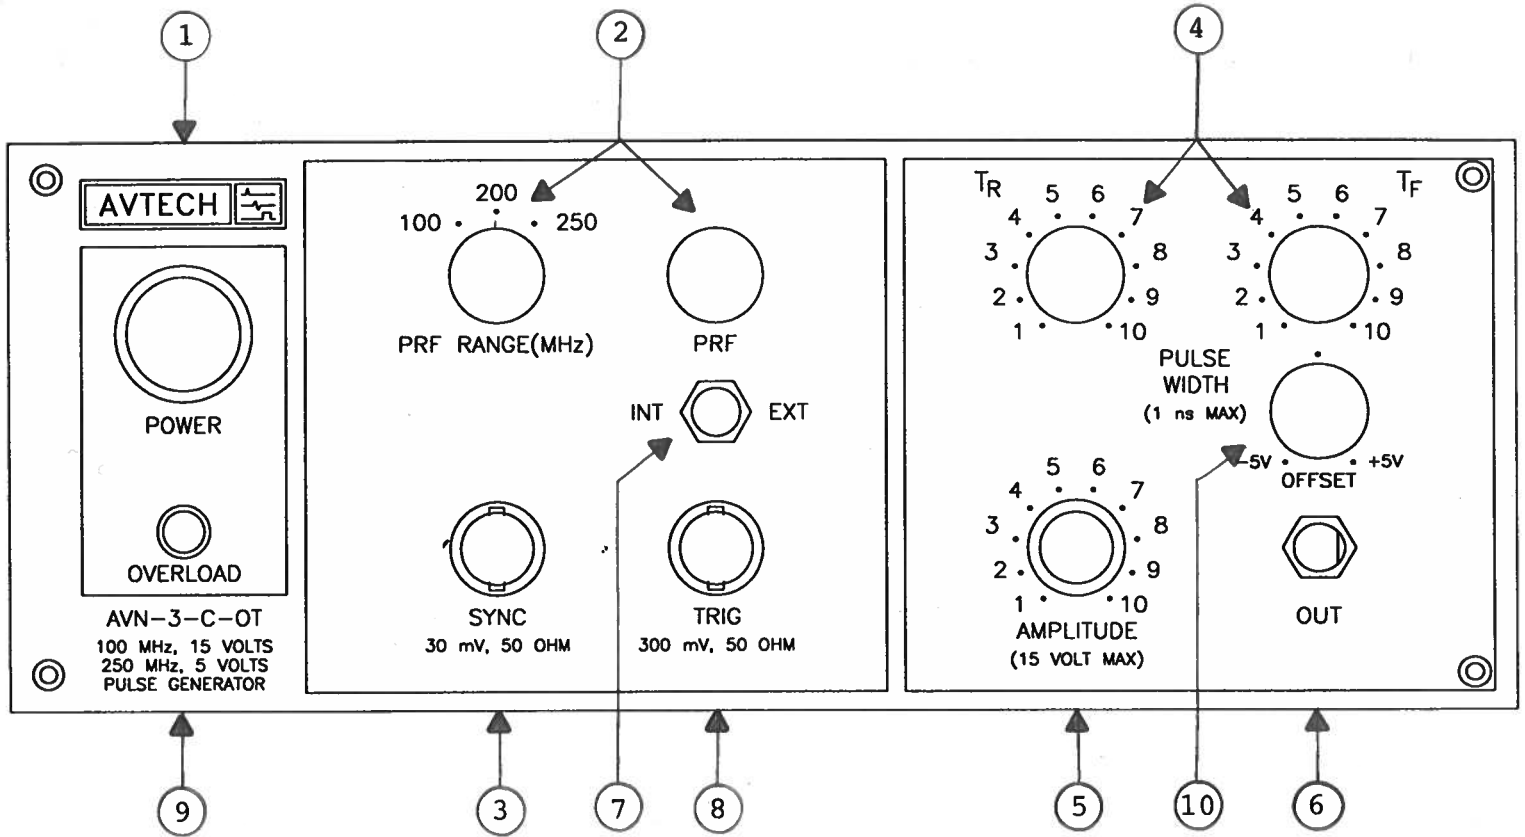 1
2
4
AVTECH
POWER
OVERLOAD
AVN-3-C-OT
100 MHz, 15 VOLTS
250 MHz, 5 VOLTS
PULSE GENERATOR
100
200
250
PRF RANGE(MHz)
PRF
INT
EXT
SYNC
30 mV, 50 OHM
TRIG
300 mV, 50 OHM
TR
1
2
3
4
5
6
7
8
9
10
TF
1
2
3
4
5
6
7
8
9
10
PULSE
WIDTH
(1 ns MAX)
-5V
+5V
OFFSET
1
2
3
4
5
6
7
8
9
10
AMPLITUDE
(15 VOLT MAX)
OUT
9
3
7
8
5
10
6